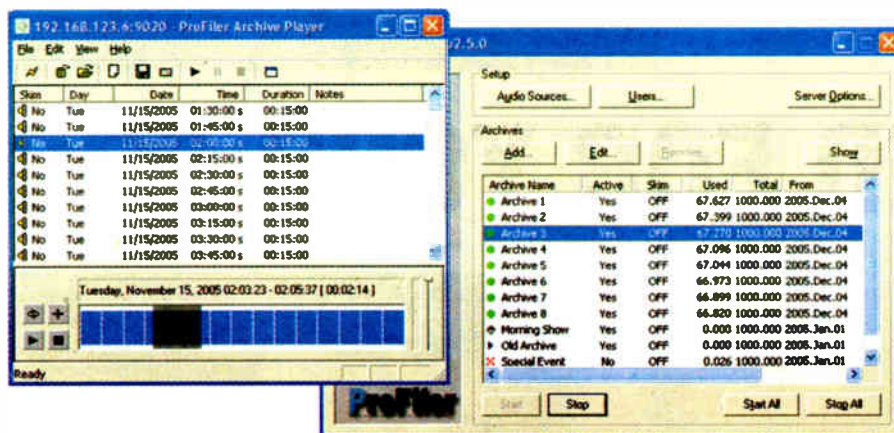 192.168.123.6:9020 - ProFiler Archive Player
File Edit View Help
Skim Day Date Time Duration Notes
No Tue 11/15/2005 01:30:00 s 00:15:00
No Tue 11/15/2005 01:45:00 s 00:15:00
No Tue 11/15/2005 02:00:00 s 00:15:00
No Tue 11/15/2005 02:15:00 s 00:15:00
No Tue 11/15/2005 02:30:00 s 00:15:00
No Tue 11/15/2005 02:45:00 s 00:15:00
No Tue 11/15/2005 03:00:00 s 00:15:00
No Tue 11/15/2005 03:15:00 s 00:15:00
No Tue 11/15/2005 03:30:00 s 00:15:00
No Tue 11/15/2005 03:45:00 s 00:15:00
Tuesday, November 15, 2005 02:03:23 - 02:05:37 [ 00:02:14 ]
Ready
v2.5.0
Setup
Audio Sources... Users... Server Options...
Archives
Add... Edit... Remove... Show
Archive Name Active Skim Used Total From
Archive 1 Yes OFF 67.627 1000.000 2005.Dec.04
Archive 2 Yes OFF 67.399 1000.000 2005.Dec.04
Archive 3 Yes OFF 67.270 1000.000 2005.Dec.04
Archive 4 Yes OFF 67.096 1000.000 2005.Dec.04
Archive 5 Yes OFF 67.044 1000.000 2005.Dec.04
Archive 6 Yes OFF 66.973 1000.000 2005.Dec.04
Archive 7 Yes OFF 66.899 1000.000 2005.Dec.04
Archive 8 Yes OFF 66.820 1000.000 2005.Dec.04
Morning Show Yes OFF 0.000 1000.000 2005.Jan.01
Old Archive Yes OFF 0.000 1000.000 2005.Jan.01
Special Event No OFF 0.026 1000.000 2005.Jan.01
Start Stop Start All Stop All
ProFiler